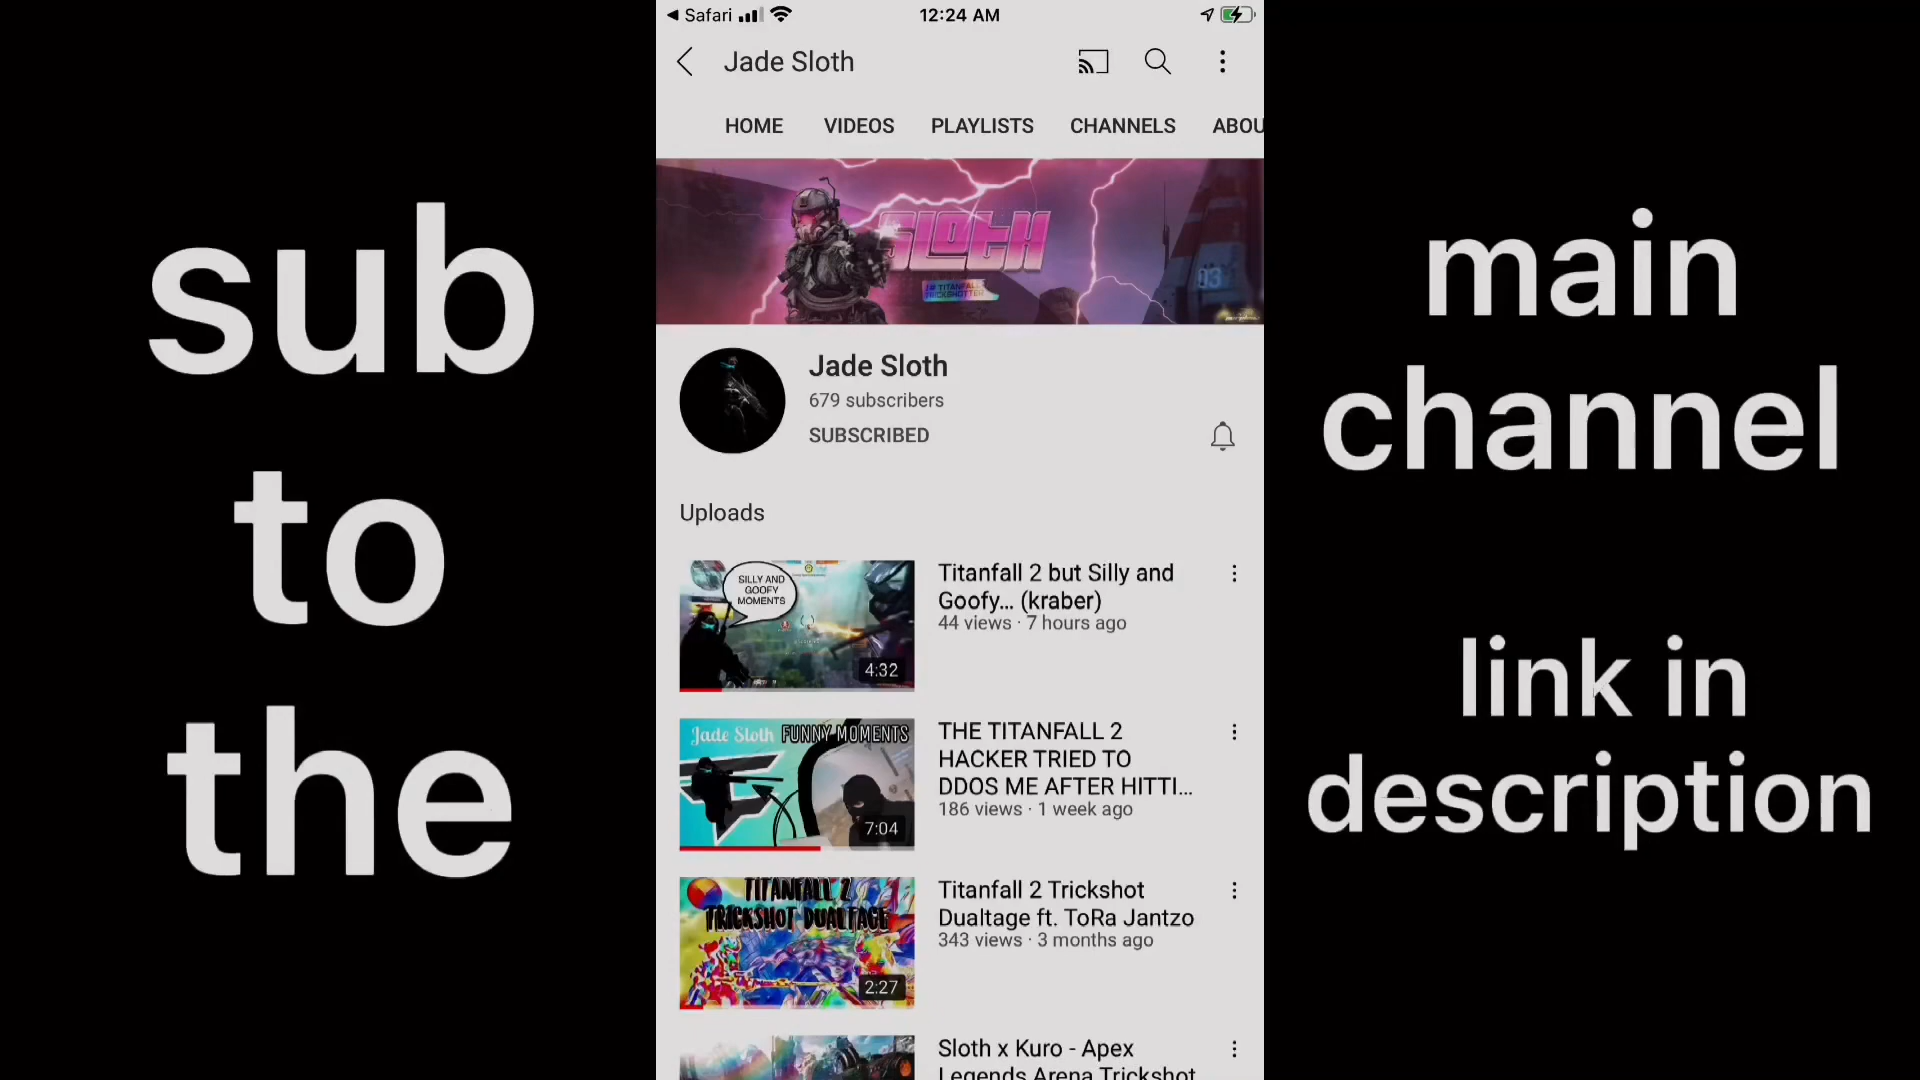 sub
to
the
Safari
12:24 AM
Jade Sloth
HOME VIDEOS PLAYLISTS CHANNELS ABOU
SLOTH
1# TITANFALL
TRICKSHOTTER
03
Jade Sloth
679 subscribers
SUBSCRIBED
Uploads
SILLY AND
GOOFY
MOMENTS
4:32
Titanfall 2 but Silly and
Goofy... (kraber)
44 views · 7 hours ago
Jade Sloth FUNNY MOMENTS
7:04
THE TITANFALL 2
HACKER TRIED TO
DDOS ME AFTER HITTI...
186 views · 1 week ago
TITANFALL 2
TRICKSHOT DUALTAGE
2:27
Titanfall 2 Trickshot
Dualtage ft. ToRa Jantzo
343 views · 3 months ago
Sloth x Kuro - Apex
Legends Arena Trickshot
main
channel
link in
description